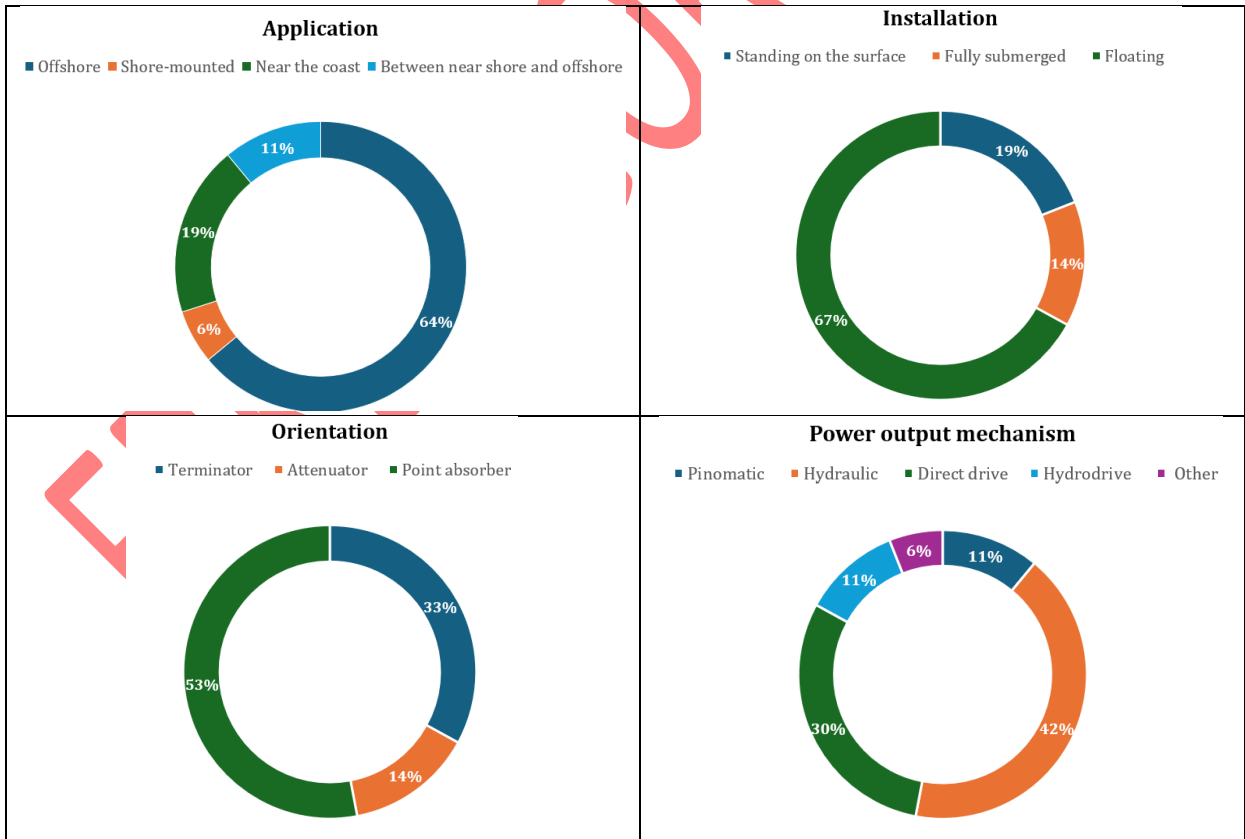 Application
Offshore Shore-mounted Near the coast Between near shore and offshore
11%
19%
6%
64%
Installation
Standing on the surface Fully submerged Floating
19%
14%
67%
Orientation
Terminator Attenuator Point absorber
33%
53%
14%
Power output mechanism
Pinomatic Hydraulic Direct drive Hydrodrive Other
6%
11%
11%
30%
42%